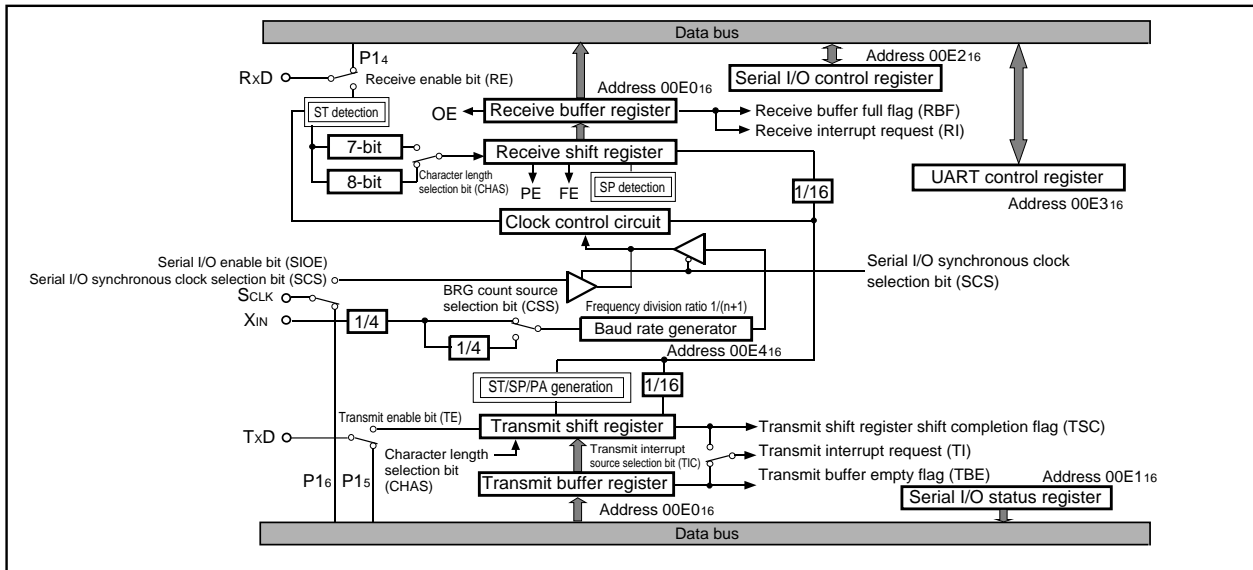 Data bus
P14
Address 00E216
RXD
Receive enable bit (RE)
Serial I/O control register
Address 00E016
ST detection
OE
Receive buffer register
Receive buffer full flag (RBF)
Receive interrupt request (RI)
7-bit
Receive shift register
8-bit
Character length
selection bit (CHAS)
PE
FE
SP detection
1/16
UART control register
Address 00E316
Clock control circuit
Serial I/O enable bit (SIOE)
Serial I/O synchronous clock selection bit (SCS)
Serial I/O synchronous clock
selection bit (SCS)
SCLK
BRG count source
selection bit (CSS)
Frequency division ratio 1/(n+1)
XIN
1/4
Baud rate generator
1/4
Address 00E416
ST/SP/PA generation
1/16
Transmit enable bit (TE)
TXD
Transmit shift register
Transmit shift register shift completion flag (TSC)
Character length
selection bit
(CHAS)
Transmit interrupt
source selection bit (TIC)
Transmit interrupt request (TI)
P16
P15
Transmit buffer register
Transmit buffer empty flag (TBE)
Address 00E116
Serial I/O status register
Address 00E016
Data bus